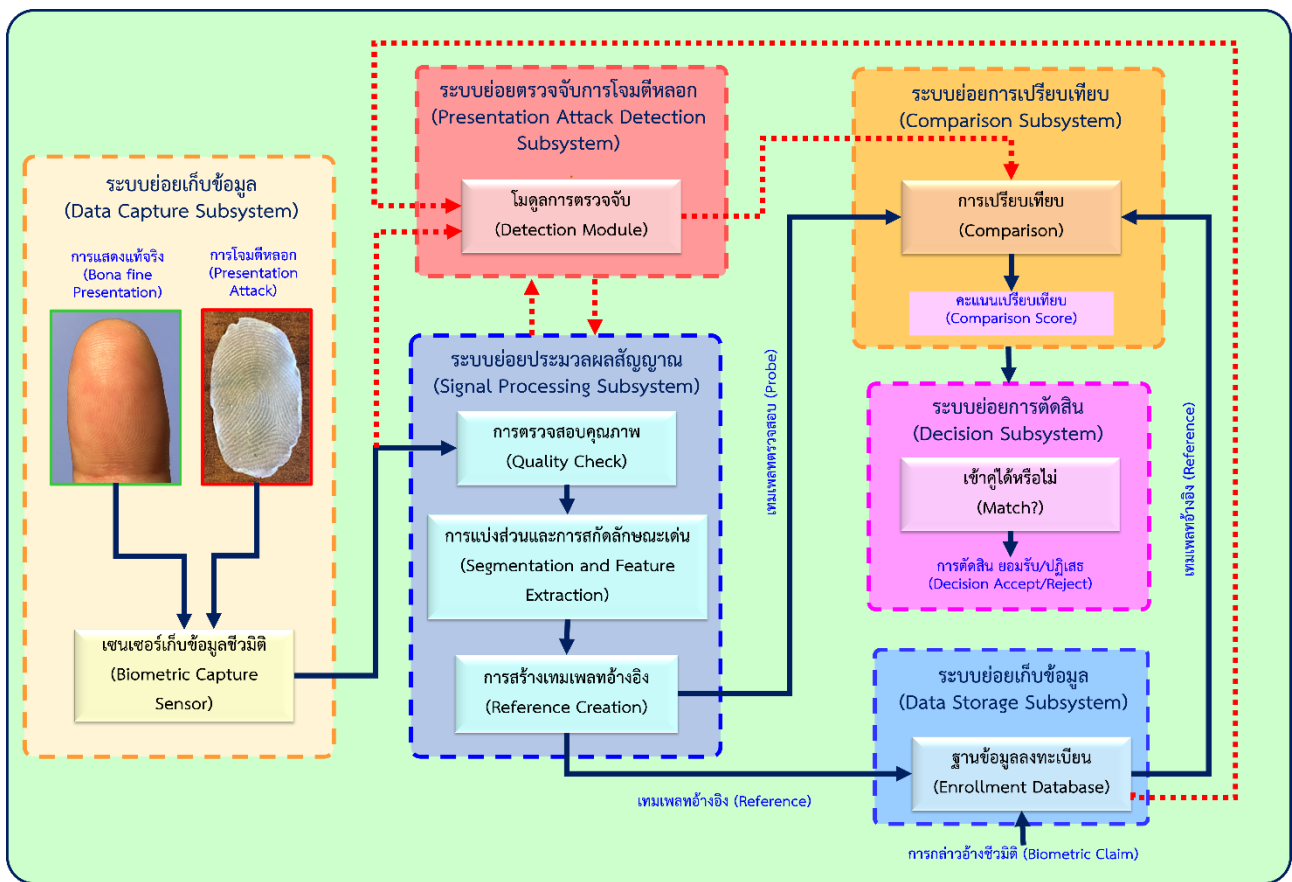 ระบบย่อยตรวจจับการโจมตีหลอก
(Presentation Attack Detection
Subsystem)
โมดูลการตรวจจับ
(Detection Module)
ระบบย่อยการเปรียบเทียบ
(Comparison Subsystem)
การเปรียบเทียบ
(Comparison)
คะแนนเปรียบเทียบ
(Comparison Score)
ระบบย่อยเก็บข้อมูล
(Data Capture Subsystem)
การแสดงแท้จริง
(Bona fine
Presentation)
การโจมตีหลอก
(Presentation
Attack)
เซนเซอร์เก็บข้อมูลชีวมิติ
(Biometric Capture
Sensor)
ระบบย่อยประมวลผลสัญญาณ
(Signal Processing Subsystem)
การตรวจสอบคุณภาพ
(Quality Check)
การแบ่งส่วนและการสกัดลักษณะเด่น
(Segmentation and Feature
Extraction)
การสร้างเทมเพลทอ้างอิง
(Reference Creation)
เทมเพลทตรวจสอบ (Probe)
ระบบย่อยการตัดสิน
(Decision Subsystem)
เข้าคู่ได้หรือไม่
(Match?)
การตัดสิน ยอมรับ/ปฏิเสธ
(Decision Accept/Reject)
เทมเพลทอ้างอิง (Reference)
ระบบย่อยเก็บข้อมูล
(Data Storage Subsystem)
ฐานข้อมูลลงทะเบียน
(Enrollment Database)
เทมเพลทอ้างอิง (Reference)
การกล่าวอ้างชีวมิติ (Biometric Claim)